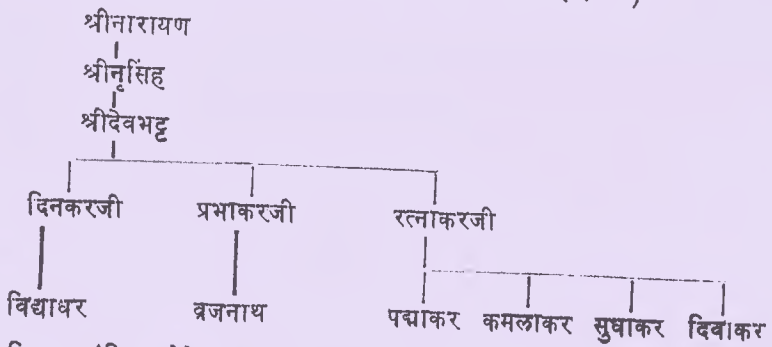 श्रीनारायण
श्रीनृसिंह
श्रीदेवभट्ट
दिनकरजी प्रभाकरजी रत्नाकरजी
विद्याधर व्रजनाथ पद्माकर कमलाकर सुधाकर दिवाकर